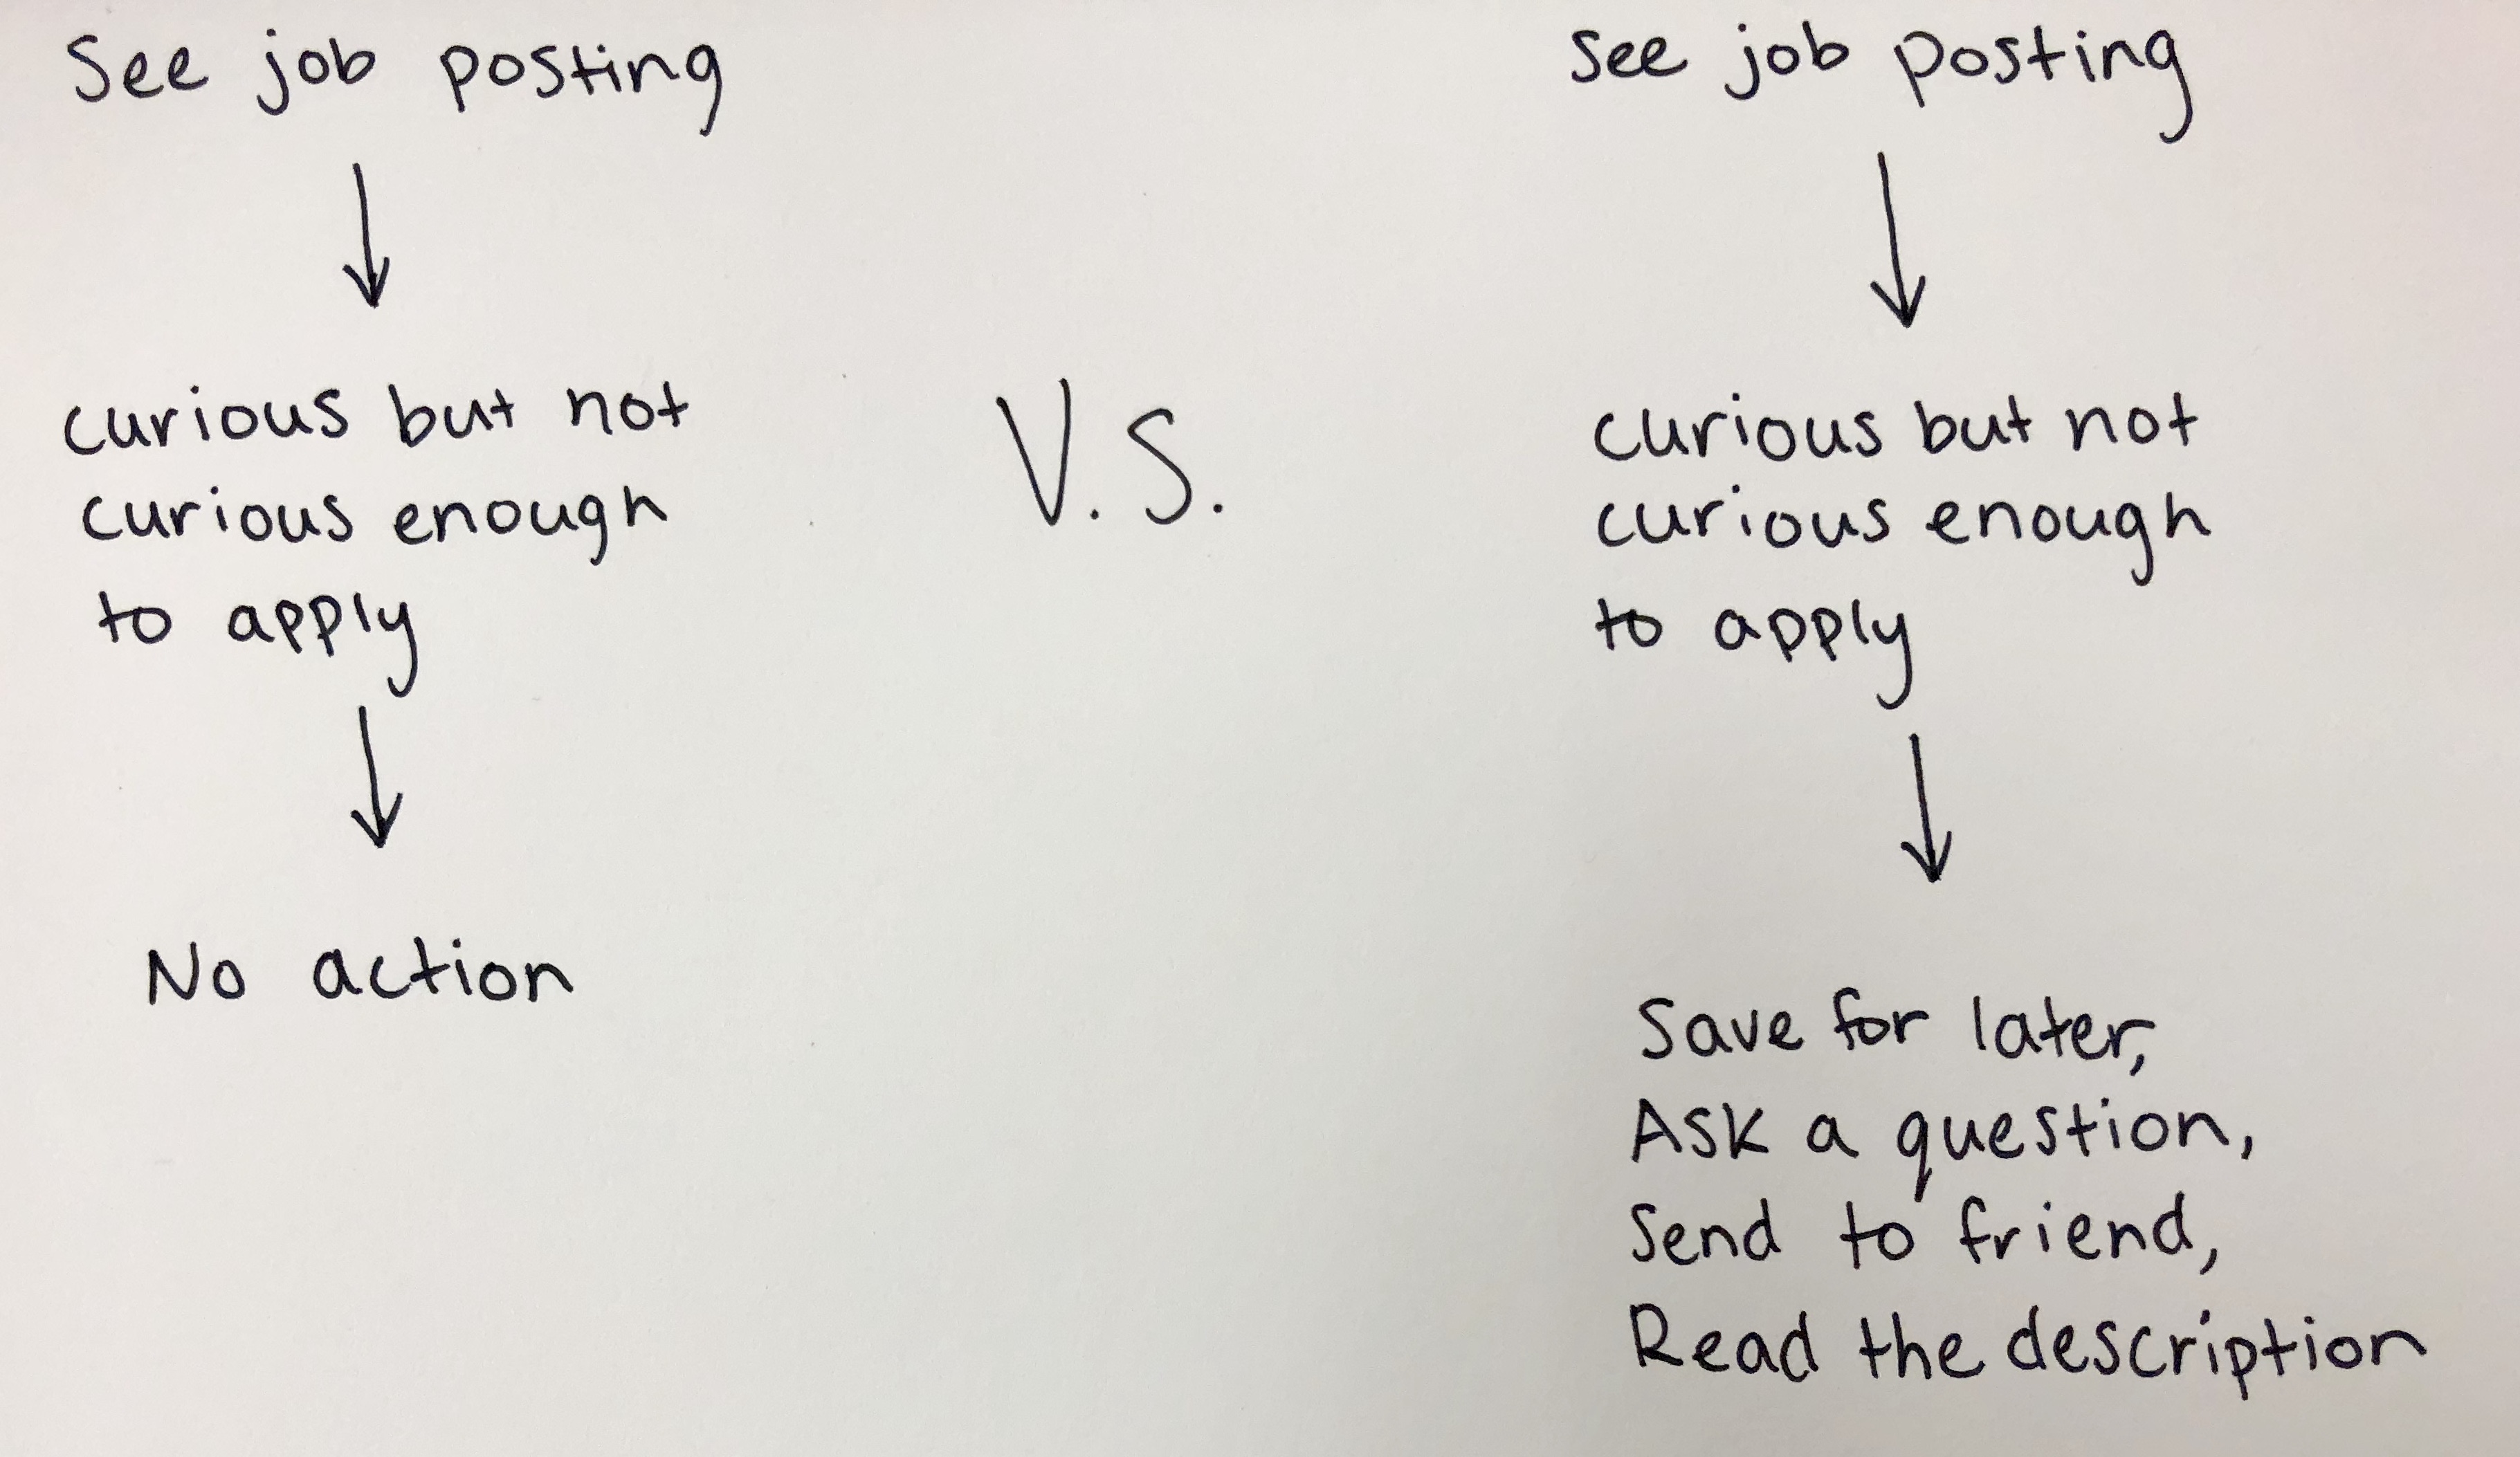 See job posting
curious but not
curious enough
to apply
No action
V.S.
See job posting
curious but not
curious enough
to apply
Save for later,
Ask a question,
Send to friend,
Read the description